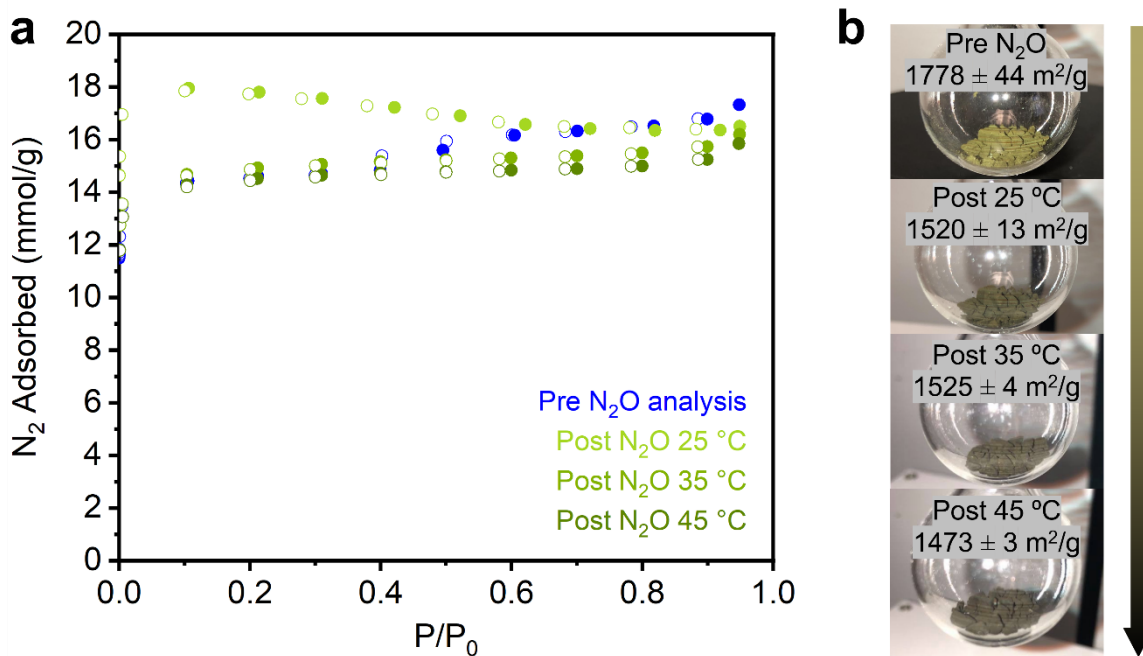 a
20
18
16
14
12
10
8
6
4
2
0
N₂ Adsorbed (mmol/g)
Pre N₂O analysis
Post N₂O 25 °C
Post N₂O 35 °C
Post N₂O 45 °C
0.0 0.2 0.4 0.6 0.8 1.0
P/P₀
b
Pre N₂O
1778 ± 44 m²/g
Post 25 ºC
1520 ± 13 m²/g
Post 35 ºC
1525 ± 4 m²/g
Post 45 ºC
1473 ± 3 m²/g